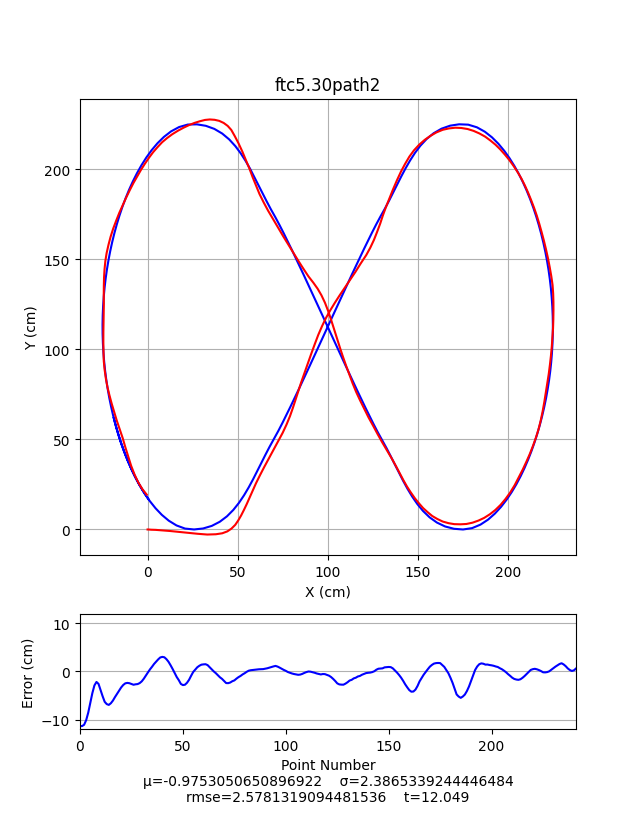 ftc5.30path2
200
150
100
50
0
Y (cm)
0 50 100 150 200
X (cm)
10
0
−10
Error (cm)
0 50 100 150 200
Point Number
μ=-0.9753050650896922 σ=2.3865339244446484
rmse=2.5781319094481536 t=12.049